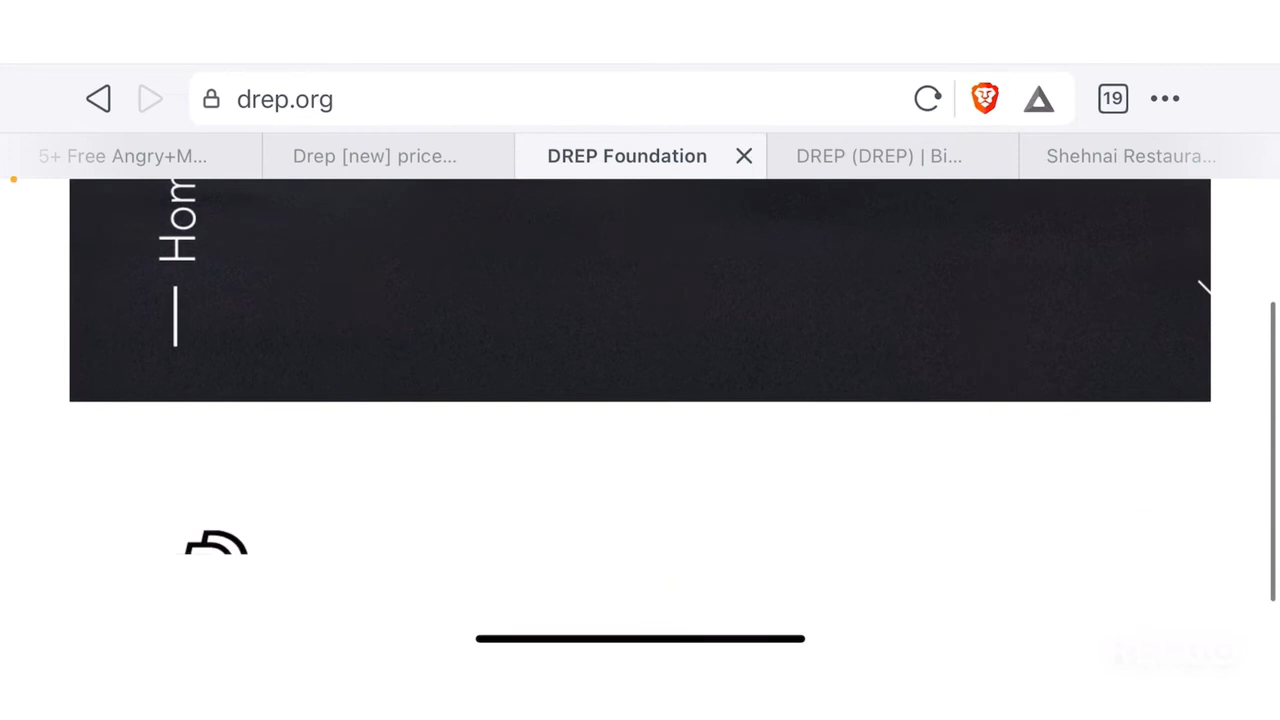 drep.org
19
5+ Free Angry+M...
Drep [new] price...
DREP Foundation
DREP (DREP) | Bi...
Shehnai Restaura...
Hom